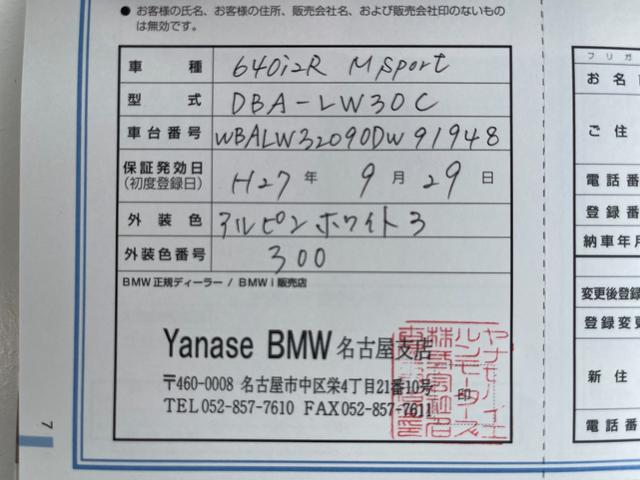 ● お客様の氏名、お客様の住所、販売会社名、および販売会社印のないもの
は無効です。
車種 640i2R M sport
型式 DBA-LW30C
車台番号 WBALW32090DW91948
保証発効日
(初度登録日) H27年 9月 29日
外装色 アルピンホワイト3
外装色番号 300
BMW正規ディーラー / BMW i 販売店
Yanase BMW 名古屋支店
〒460-0008 名古屋市中区栄4丁目21番10号
TEL 052-857-7610 FAX 052-857-7611
印
7
フリガ
お名
ご住
電話番
登録番
納車年月
変更後登録
登録変更
新住
電話番